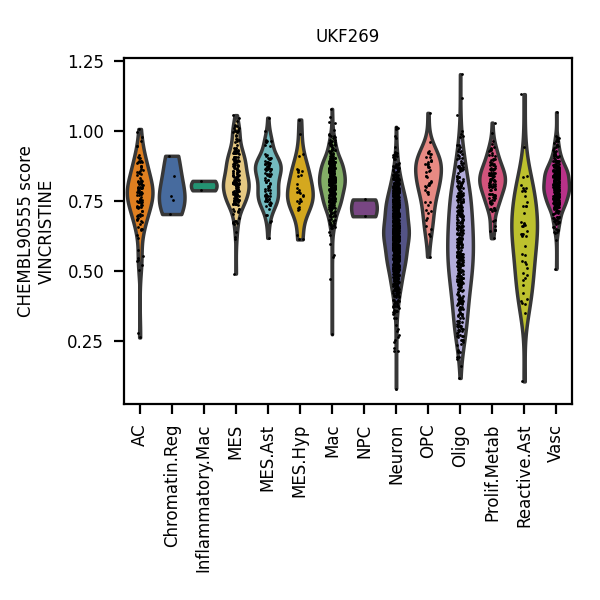 UKF269
CHEMBL90555 score
VINCRISTINE
1.25
1.00
0.75
0.50
0.25
AC
Chromatin.Reg
Inflammatory.Mac
MES
MES.Ast
MES.Hyp
Mac
NPC
Neuron
OPC
Oligo
Prolif.Metab
Reactive.Ast
Vasc